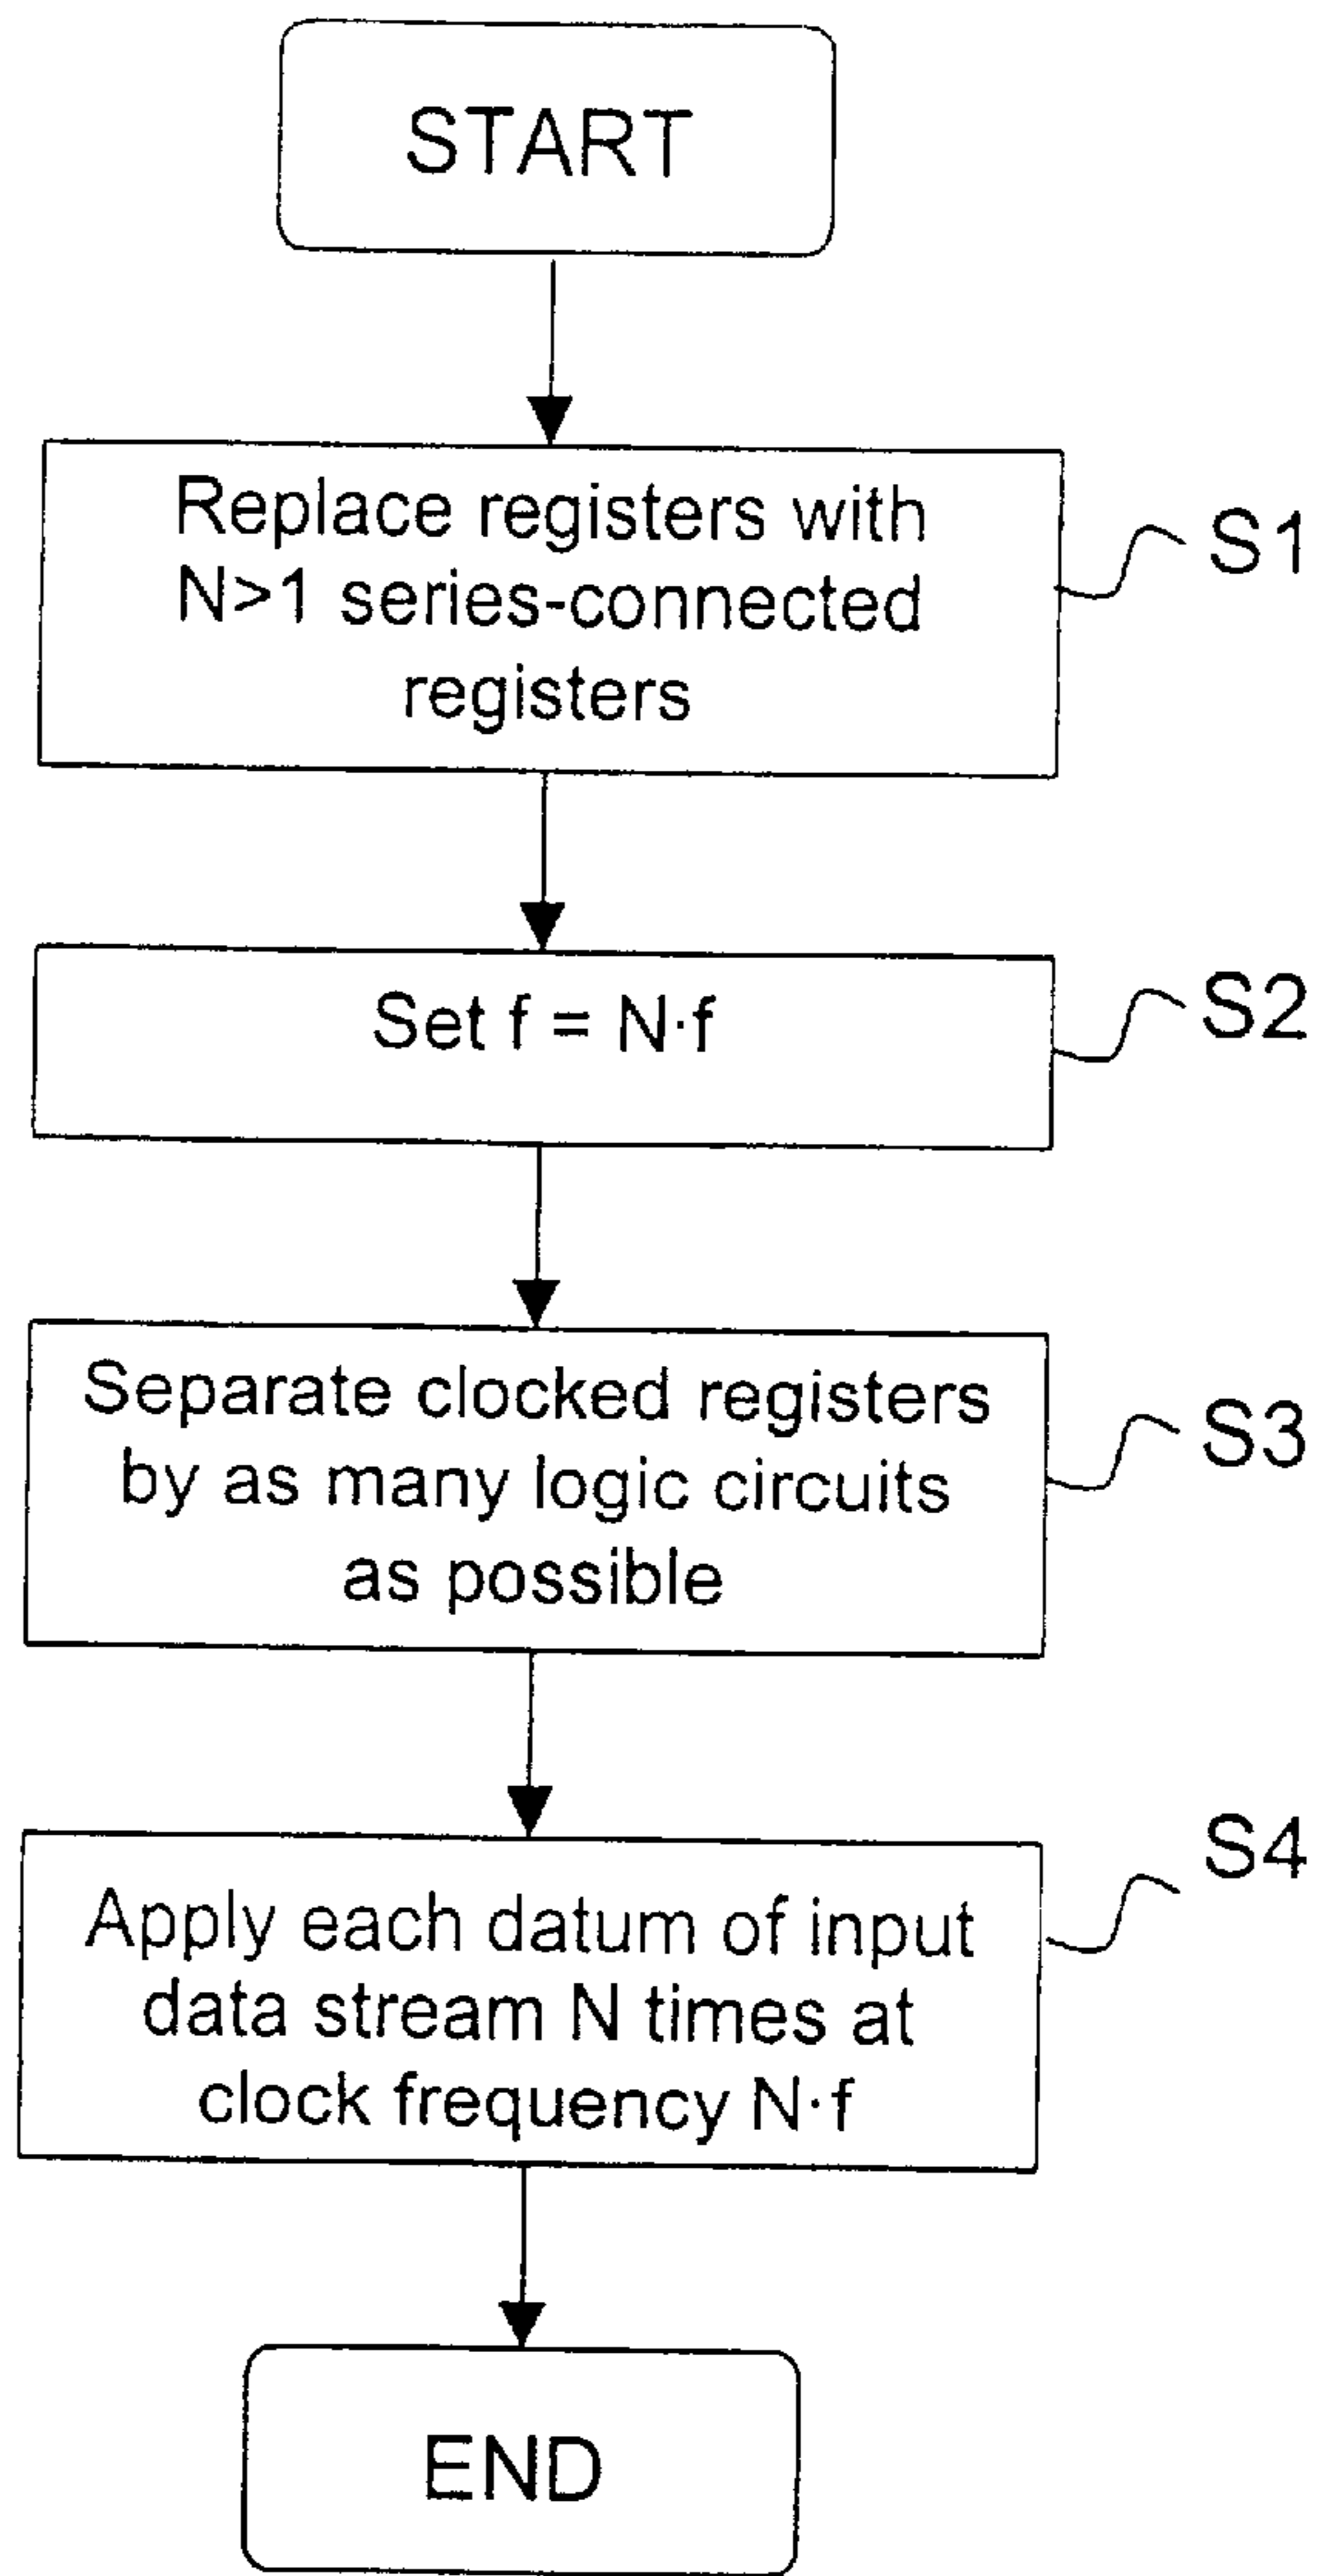 START
Replace registers with
N>1 series-connected
registers
S1
Set f = N·f
S2
Separate clocked registers
by as many logic circuits
as possible
S3
Apply each datum of input
data stream N times at
clock frequency N·f
S4
END